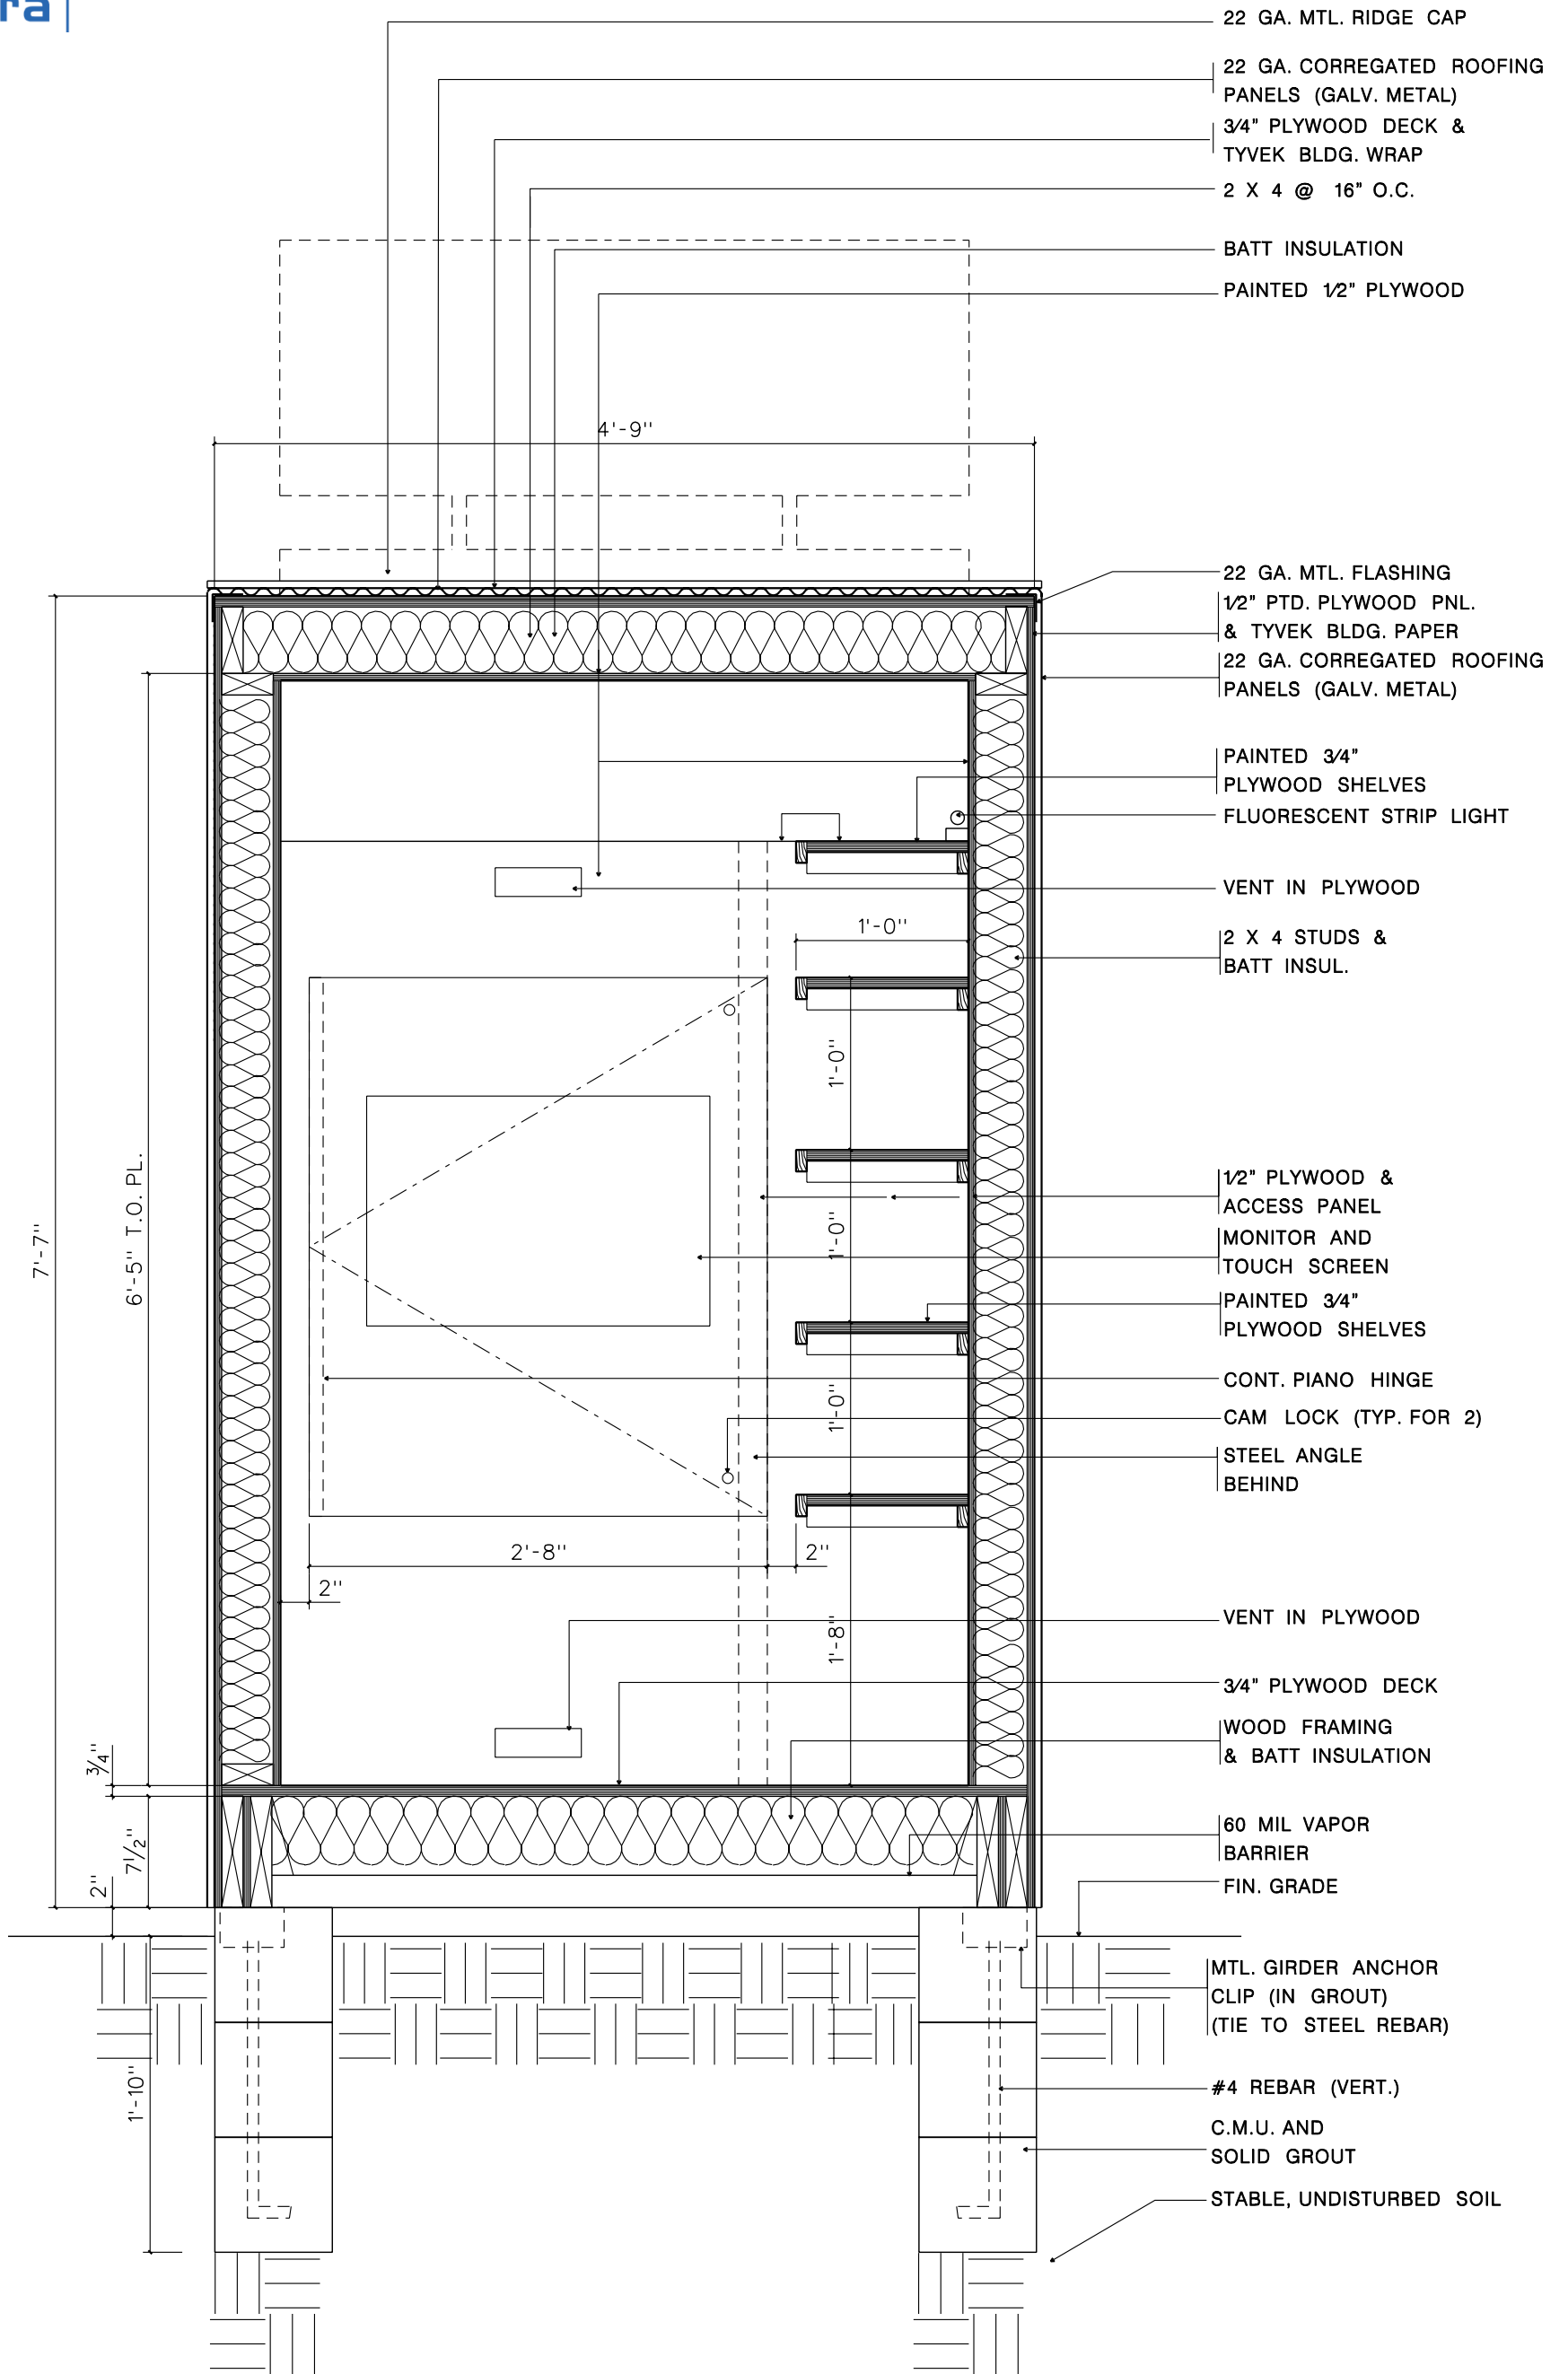 ra
22 GA. MTL. RIDGE CAP
22 GA. CORREGATED ROOFING
PANELS (GALV. METAL)
3/4" PLYWOOD DECK &
TYVEK BLDG. WRAP
2 X 4 @ 16" O.C.
BATT INSULATION
PAINTED 1/2" PLYWOOD
4'-9"
22 GA. MTL. FLASHING
1/2" PTD. PLYWOOD PNL.
& TYVEK BLDG. PAPER
22 GA. CORREGATED ROOFING
PANELS (GALV. METAL)
PAINTED 3/4"
PLYWOOD SHELVES
FLUORESCENT STRIP LIGHT
VENT IN PLYWOOD
1'-0"
2 X 4 STUDS &
BATT INSUL.
1'-0"
1/2" PLYWOOD &
ACCESS PANEL
7'-7"
6'-5" T.O. PL.
1'-0"
MONITOR AND
TOUCH SCREEN
PAINTED 3/4"
PLYWOOD SHELVES
CONT. PIANO HINGE
1'-0"
CAM LOCK (TYP. FOR 2)
STEEL ANGLE
BEHIND
2'-8"
2"
2"
VENT IN PLYWOOD
1'-8"
3/4" PLYWOOD DECK
WOOD FRAMING
& BATT INSULATION
3/4"
60 MIL VAPOR
BARRIER
7 1/2"
2"
FIN. GRADE
MTL. GIRDER ANCHOR
CLIP (IN GROUT)
(TIE TO STEEL REBAR)
1'-10"
#4 REBAR (VERT.)
C.M.U. AND
SOLID GROUT
STABLE, UNDISTURBED SOIL